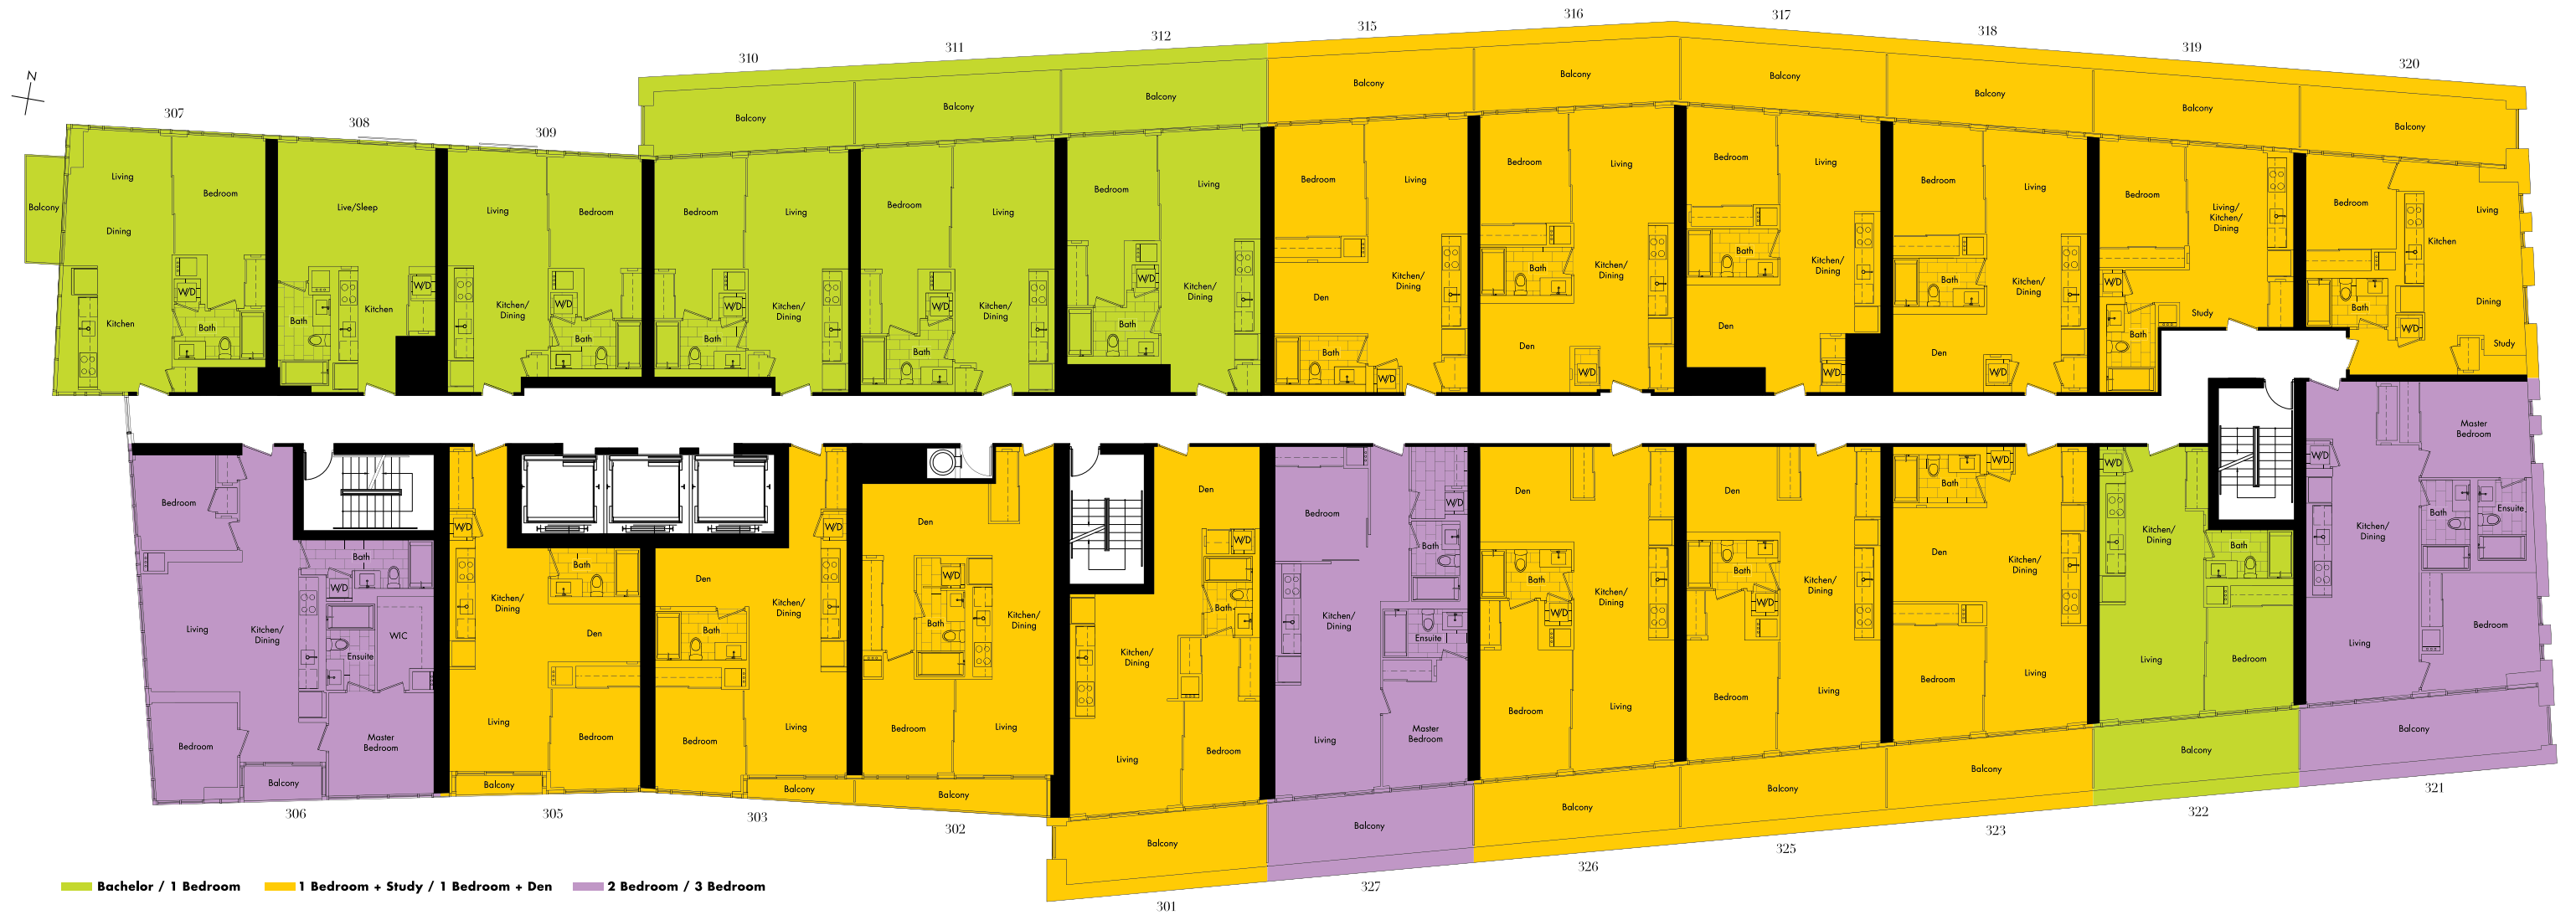 N
307
308
309
310
311
312
315
316
317
318
319
320
Balcony
Living
Dining
Kitchen
Bedroom
W/D
Bath
Live/Sleep
Bath
Kitchen
W/D
Living
Kitchen/
Dining
Bedroom
W/D
Bath
Balcony
Bedroom
Living
W/D
Kitchen/
Dining
Bath
Balcony
Bedroom
Living
W/D
Kitchen/
Dining
Bath
Balcony
Bedroom
Living
W/D
Kitchen/
Dining
Bath
Balcony
Bedroom
Living
Den
Kitchen/
Dining
Bath
W/D
Balcony
Bedroom
Living
Bath
Kitchen/
Dining
Den
W/D
Balcony
Bedroom
Living
Bath
Kitchen/
Dining
Den
W/D
Balcony
Bedroom
Living
Bath
Kitchen/
Dining
Den
W/D
Balcony
Bedroom
Living/
Kitchen/
Dining
W/D
Study
Bath
Balcony
Bedroom
Living
Kitchen
Bath
Dining
W/D
Study
Bedroom
Bath
W/D
Living
Kitchen/
Dining
WIC
Ensuite
Bedroom
Master
Bedroom
Balcony
W/D
Bath
Kitchen/
Dining
Den
Living
Bedroom
Balcony
W/D
Den
Kitchen/
Dining
Bath
Bedroom
Living
Balcony
Den
W/D
Bath
Kitchen/
Dining
Bedroom
Living
Balcony
Den
W/D
Bath
Kitchen/
Dining
Living
Bedroom
Balcony
Bedroom
W/D
Bath
Kitchen/
Dining
Ensuite
Living
Master
Bedroom
Balcony
Den
Bath
Kitchen/
Dining
W/D
Bedroom
Living
Balcony
Den
Bath
Kitchen/
Dining
W/D
Bedroom
Living
Balcony
W/D
Bath
Den
Kitchen/
Dining
Bedroom
Living
Balcony
W/D
Kitchen/
Dining
Bath
Living
Bedroom
Balcony
Master
Bedroom
W/D
Bath
Ensuite
Kitchen/
Dining
Bedroom
Living
Balcony
306
305
303
302
301
327
326
325
323
322
321
Bachelor / 1 Bedroom
1 Bedroom + Study / 1 Bedroom + Den
2 Bedroom / 3 Bedroom